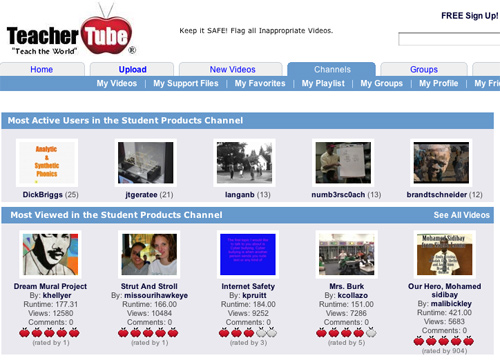 Teacher Tube
"Teach the World"
®
Keep it SAFE! Flag all Inappropriate Videos.
FREE Sign Up!
Home
Upload
New Videos
Channels
Groups
My Videos | My Support Files | My Favorites | My Playlist | My Groups | My Profile | My Fri
Most Active Users in the Student Products Channel
Analytic
&
Synthetic
Phonics
DickBriggs (25)
jtgeratee (21)
langanb (13)
numb3rsc0ach (13)
brandtschneider (12)
Most Viewed in the Student Products Channel
See All Videos
Mohamed Sidibay
Dream Mural Project
By: khellyer
Runtime: 177.31
Views: 12580
Comments: 0
(rated by 1)
Strut And Stroll
By: missourihawkeye
Runtime: 166.00
Views: 10484
Comments: 0
(rated by 1)
Internet Safety
By: kpruitt
Runtime: 184.00
Views: 9252
Comments: 0
(rated by 3)
Mrs. Burk
By: kcollazo
Runtime: 151.00
Views: 7286
Comments: 0
(rated by 5)
Our Hero, Mohamed
sidibay
By: malibickley
Runtime: 421.00
Views: 5683
Comments: 0
(rated by 4)